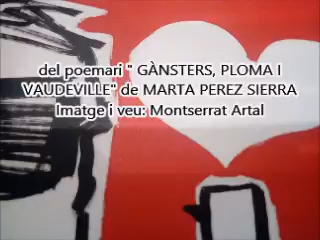 del poemari " GÀNSTERS, PLOMA I
VAUDEVILLE" de MARTA PEREZ SIERRA
Imatge i veu: Montserrat Artal